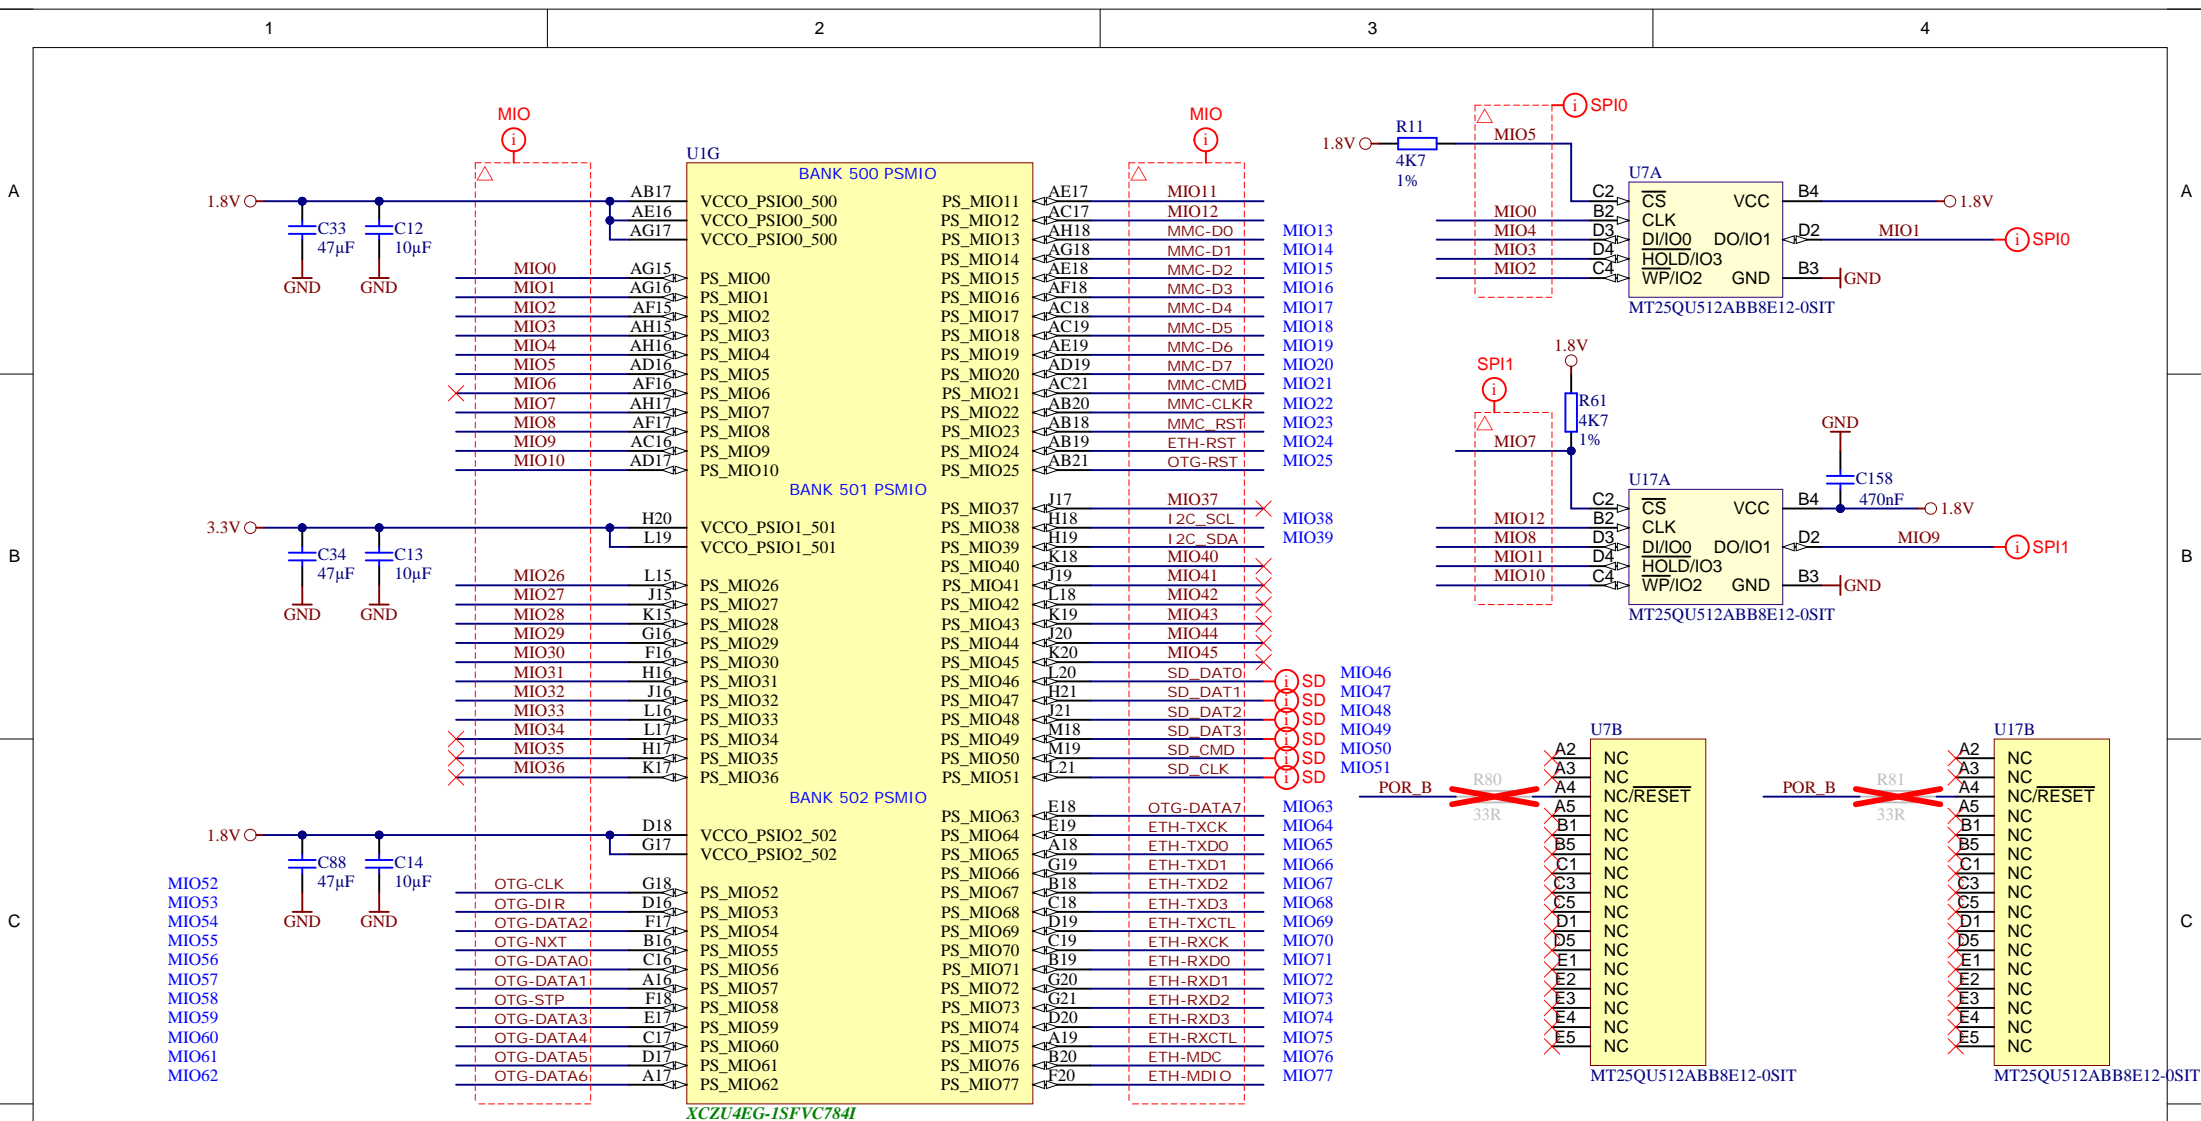 1 2 3 4
A A
B B
C C
MIO
MIO
U1G
BANK 500 PSMIO
1.8V
C33
47µF
GND
C12
10µF
GND
AB17 VCCO_PSIO0_500
AE16 VCCO_PSIO0_500
AG17 VCCO_PSIO0_500
MIO0 AG15 PS_MIO0
MIO1 AG16 PS_MIO1
MIO2 AF15 PS_MIO2
MIO3 AH15 PS_MIO3
MIO4 AH16 PS_MIO4
MIO5 AD16 PS_MIO5
MIO6 AF16 PS_MIO6
MIO7 AH17 PS_MIO7
MIO8 AF17 PS_MIO8
MIO9 AC16 PS_MIO9
MIO10 AD17 PS_MIO10
PS_MIO11 AE17 MIO11
PS_MIO12 AC17 MIO12
PS_MIO13 AH18 MMC-D0 MIO13
PS_MIO14 AG18 MMC-D1 MIO14
PS_MIO15 AE18 MMC-D2 MIO15
PS_MIO16 AF18 MMC-D3 MIO16
PS_MIO17 AC18 MMC-D4 MIO17
PS_MIO18 AC19 MMC-D5 MIO18
PS_MIO19 AE19 MMC-D6 MIO19
PS_MIO20 AD19 MMC-D7 MIO20
PS_MIO21 AC21 MMC-CMD MIO21
PS_MIO22 AB20 MMC-CLKR MIO22
PS_MIO23 AB18 MMC_RST MIO23
PS_MIO24 AB19 ETH-RST MIO24
PS_MIO25 AB21 OTG-RST MIO25
BANK 501 PSMIO
3.3V
C34
47µF
GND
C13
10µF
GND
H20 VCCO_PSIO1_501
L19 VCCO_PSIO1_501
MIO26 L15 PS_MIO26
MIO27 J15 PS_MIO27
MIO28 K15 PS_MIO28
MIO29 G16 PS_MIO29
MIO30 F16 PS_MIO30
MIO31 H16 PS_MIO31
MIO32 J16 PS_MIO32
MIO33 L16 PS_MIO33
MIO34 L17 PS_MIO34
MIO35 H17 PS_MIO35
MIO36 K17 PS_MIO36
PS_MIO37 J17 MIO37
PS_MIO38 H18 I2C_SCL MIO38
PS_MIO39 H19 I2C_SDA MIO39
PS_MIO40 K18 MIO40
PS_MIO41 J19 MIO41
PS_MIO42 L18 MIO42
PS_MIO43 K19 MIO43
PS_MIO44 J20 MIO44
PS_MIO45 K20 MIO45
PS_MIO46 L20 SD_DAT0 SD MIO46
PS_MIO47 H21 SD_DAT1 SD MIO47
PS_MIO48 J21 SD_DAT2 SD MIO48
PS_MIO49 M18 SD_DAT3 SD MIO49
PS_MIO50 M19 SD_CMD SD MIO50
PS_MIO51 L21 SD_CLK SD MIO51
BANK 502 PSMIO
1.8V
C88
47µF
GND
C14
10µF
GND
D18 VCCO_PSIO2_502
G17 VCCO_PSIO2_502
MIO52 OTG-CLK G18 PS_MIO52
MIO53 OTG-DIR D16 PS_MIO53
MIO54 OTG-DATA2 F17 PS_MIO54
MIO55 OTG-NXT B16 PS_MIO55
MIO56 OTG-DATA0 C16 PS_MIO56
MIO57 OTG-DATA1 A16 PS_MIO57
MIO58 OTG-STP F18 PS_MIO58
MIO59 OTG-DATA3 E17 PS_MIO59
MIO60 OTG-DATA4 C17 PS_MIO60
MIO61 OTG-DATA5 D17 PS_MIO61
MIO62 OTG-DATA6 A17 PS_MIO62
PS_MIO63 E18 OTG-DATA7 MIO63
PS_MIO64 E19 ETH-TXCK MIO64
PS_MIO65 A18 ETH-TXD0 MIO65
PS_MIO66 G19 ETH-TXD1 MIO66
PS_MIO67 B18 ETH-TXD2 MIO67
PS_MIO68 C18 ETH-TXD3 MIO68
PS_MIO69 D19 ETH-TXCTL MIO69
PS_MIO70 C19 ETH-RXCK MIO70
PS_MIO71 B19 ETH-RXD0 MIO71
PS_MIO72 G20 ETH-RXD1 MIO72
PS_MIO73 G21 ETH-RXD2 MIO73
PS_MIO74 D20 ETH-RXD3 MIO74
PS_MIO75 A19 ETH-RXCTL MIO75
PS_MIO76 B20 ETH-MDC MIO76
PS_MIO77 F20 ETH-MDIO MIO77
XCZU4EG-1SFVC784I
SPI0
1.8V
R11
4K7
1%
MIO5
U7A
C2 CS VCC B4 1.8V
MIO0 B2 CLK
MIO4 D3 DI/IO0 DO/IO1 D2 MIO1 SPI0
MIO3 D4 HOLD/IO3
MIO2 C4 WP/IO2 GND B3 GND
MT25QU512ABB8E12-0SIT
SPI1
1.8V
R61
4K7
1%
MIO7
GND
C158
470nF
U17A
C2 CS VCC B4 1.8V
MIO12 B2 CLK
MIO8 D3 DI/IO0 DO/IO1 D2 MIO9 SPI1
MIO11 D4 HOLD/IO3
MIO10 C4 WP/IO2 GND B3 GND
MT25QU512ABB8E12-0SIT
U7B
A2 NC
A3 NC
POR_B R80 33R A4 NC/RESET
A5 NC
B1 NC
B5 NC
C1 NC
C3 NC
C5 NC
D1 NC
D5 NC
E1 NC
E2 NC
E3 NC
E4 NC
E5 NC
MT25QU512ABB8E12-0SIT
U17B
A2 NC
A3 NC
POR_B R81 33R A4 NC/RESET
A5 NC
B1 NC
B5 NC
C1 NC
C3 NC
C5 NC
D1 NC
D5 NC
E1 NC
E2 NC
E3 NC
E4 NC
E5 NC
MT25QU512ABB8E12-0SIT